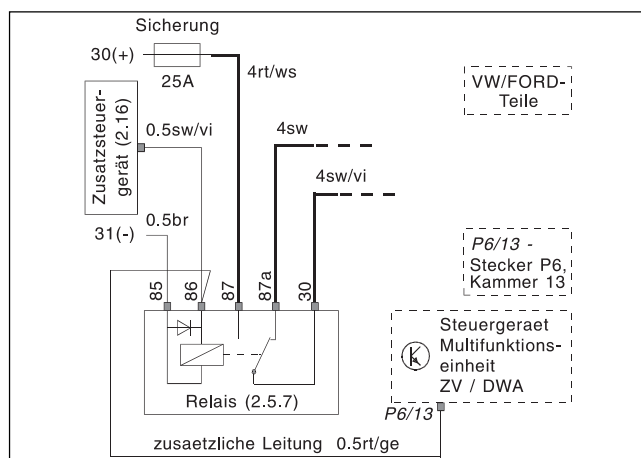 Sicherung
30(+)
25A
4rt/ws
VW/FORD-
Teile
Zusatzsteuer-
gerät (2.16)
0.5sw/vi
4sw
4sw/vi
0.5br
31(-)
P6/13 -
Stecker P6,
Kammer 13
85
86
87
87a
30
Steuergeraet
Multifunktions-
einheit
ZV / DWA
Relais (2.5.7)
P6/13
zusaetzliche Leitung 0.5rt/ge